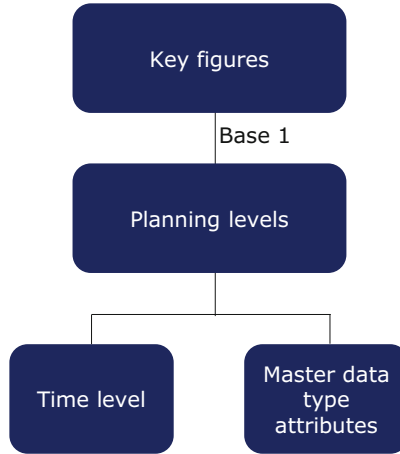 Key figures
Base 1
Planning levels
Time level
Master data
type
attributes